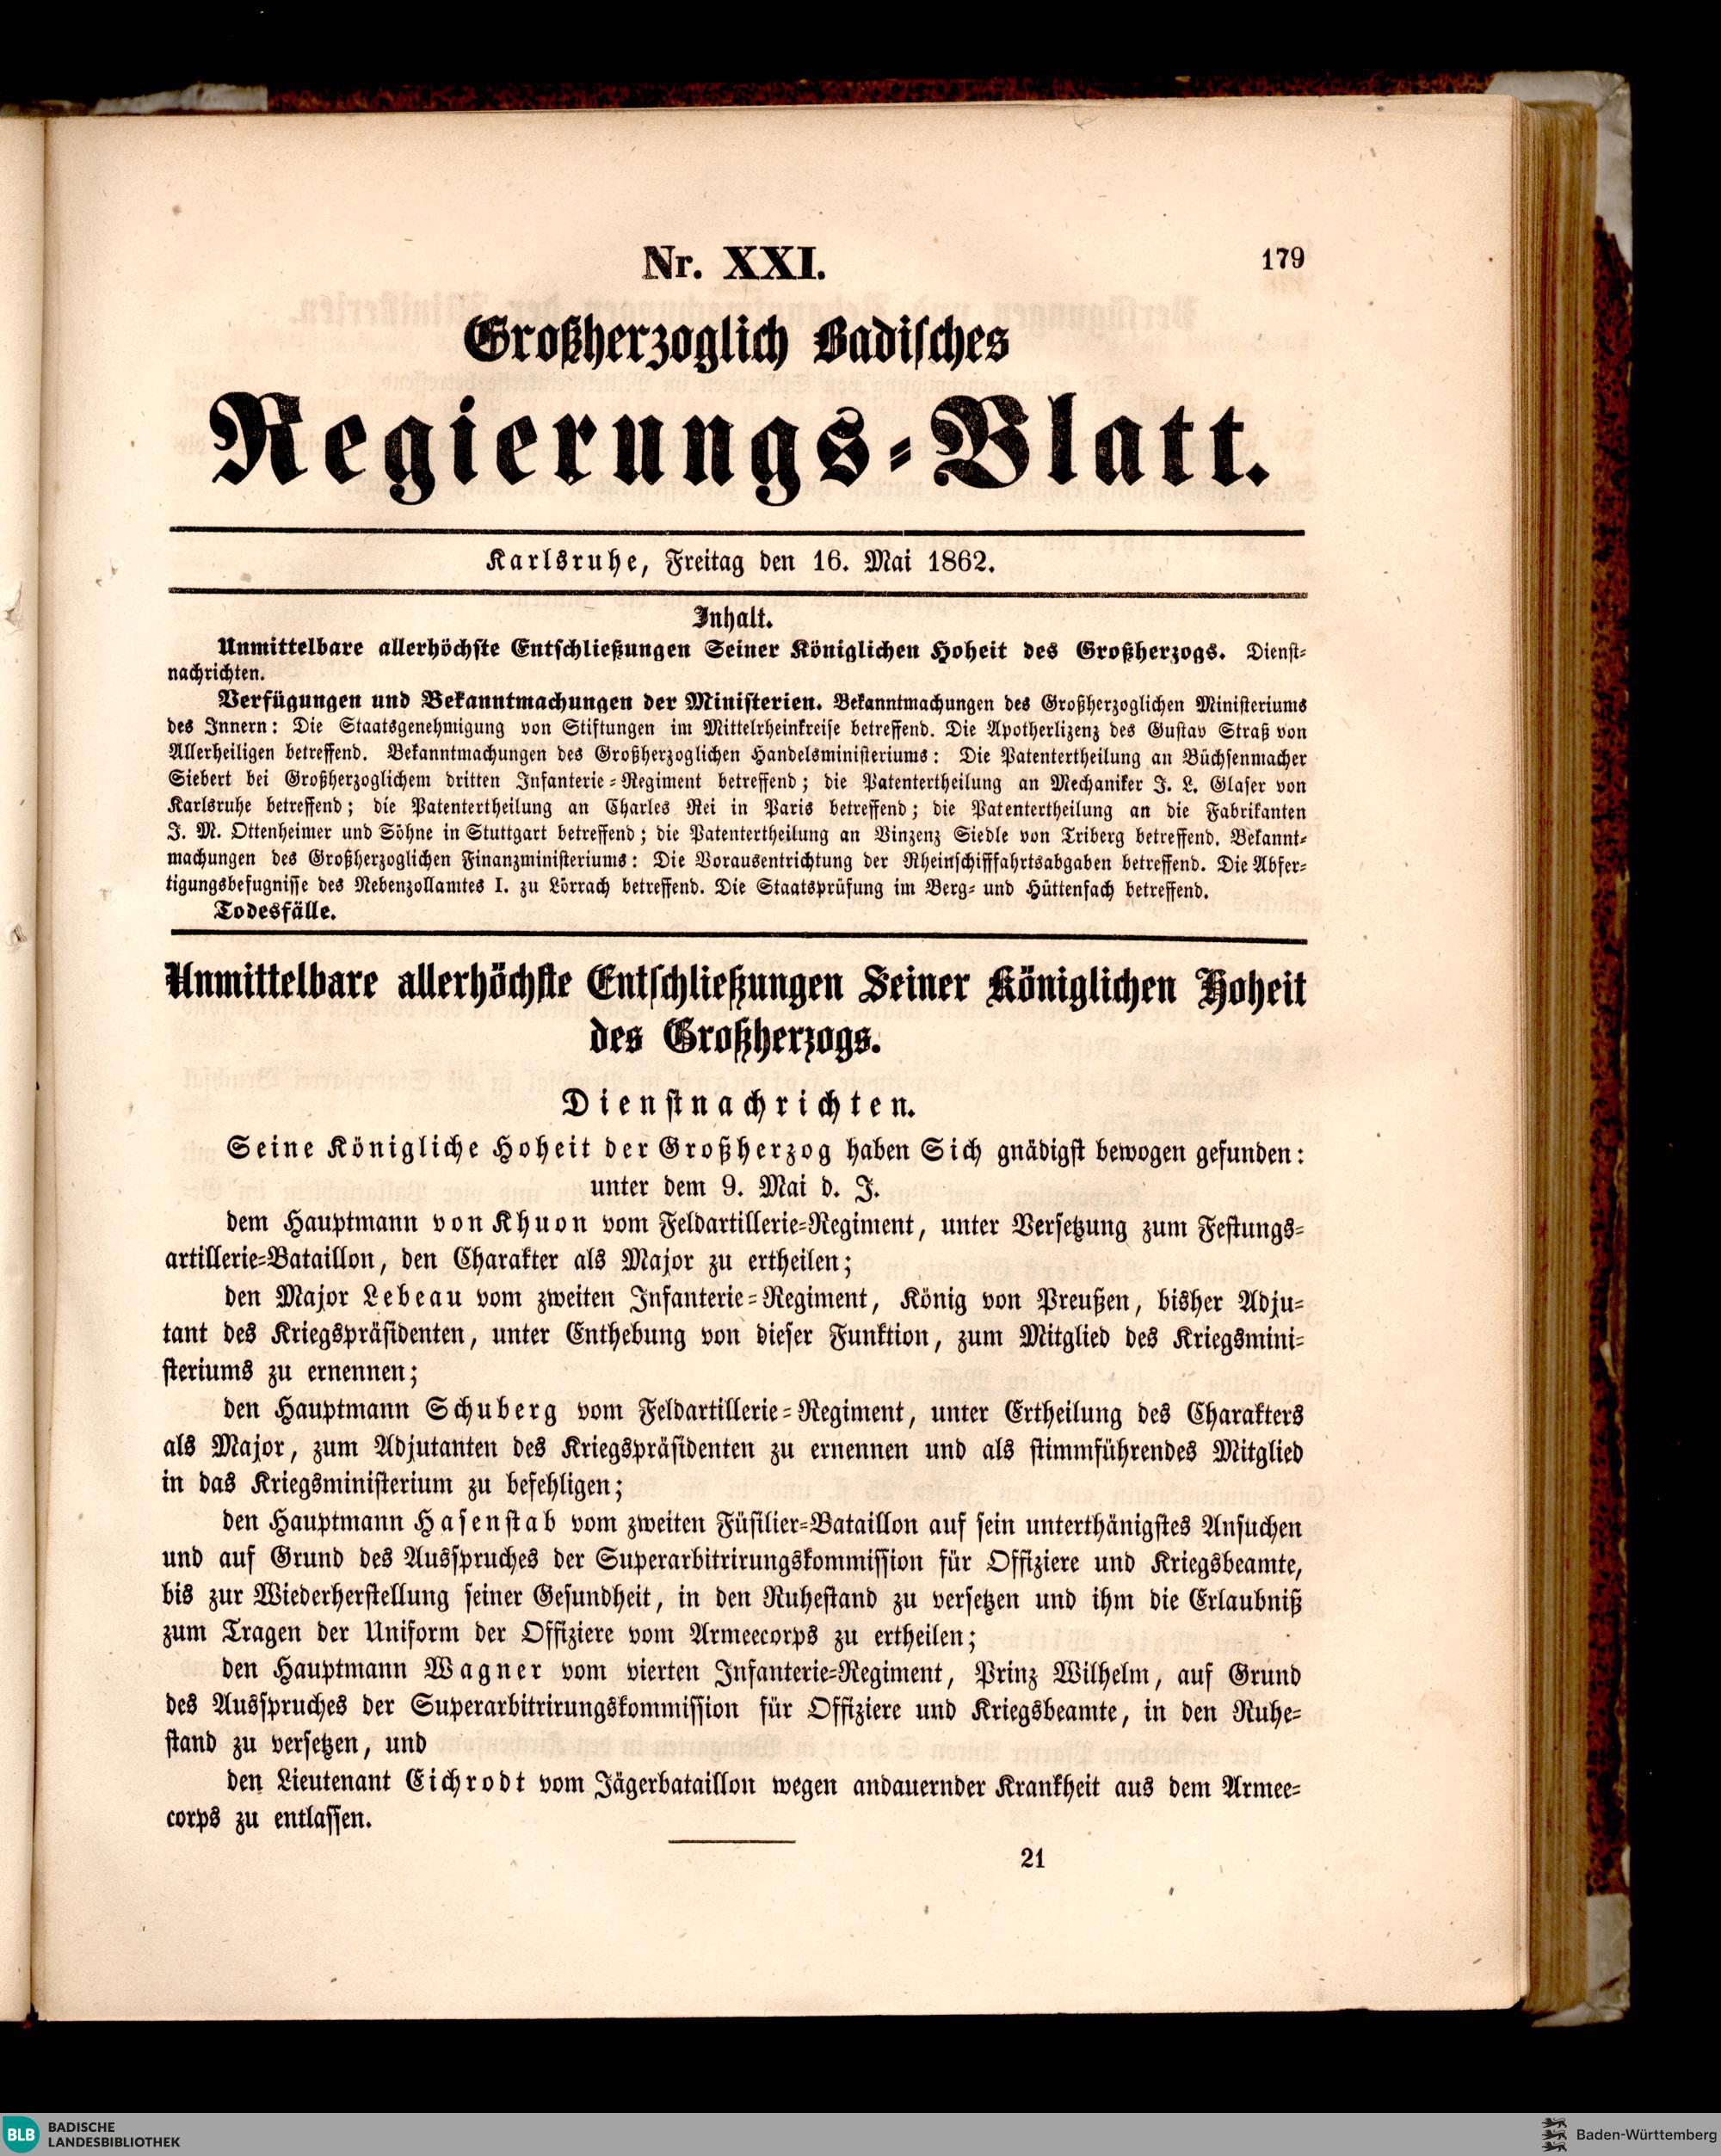 Nr. XXI.
179
Großherzoglich Badisches
Regierungs-Blatt.
Karlsruhe, Freitag den 16. Mai 1862.
Inhalt.
Unmittelbare allerhöchste Entschließungen Seiner Königlichen Hoheit des Großherzogs. Dienst-
nachrichten.
Verfügungen und Bekanntmachungen der Ministerien. Bekanntmachungen des Großherzoglichen Ministeriums
des Innern: Die Staatsgenehmigung von Stiftungen im Mittelrheinkreise betreffend. Die Apotherlizenz des Gustav Straß von
Allerheiligen betreffend. Bekanntmachungen des Großherzoglichen Handelsministeriums: Die Patentertheilung an Büchsenmacher
Siebert bei Großherzoglichem dritten Infanterie-Regiment betreffend; die Patentertheilung an Mechaniker J. L. Glaser von
Karlsruhe betreffend; die Patentertheilung an Charles Rei in Paris betreffend; die Patentertheilung an die Fabrikanten
J. M. Ottenheimer und Söhne in Stuttgart betreffend; die Patentertheilung an Vinzenz Siedle von Triberg betreffend. Bekannt-
machungen des Großherzoglichen Finanzministeriums: Die Vorausentrichtung der Rheinschifffahrtsabgaben betreffend. Die Abfer-
tigungsbefugnisse des Nebenzollamtes I. zu Lörrach betreffend. Die Staatsprüfung im Berg- und Hüttenfach betreffend.
Todesfälle.
Unmittelbare allerhöchste Entschließungen Seiner Königlichen Hoheit
des Großherzogs.
Dienstnachrichten.
Seine Königliche Hoheit der Großherzog haben Sich gnädigst bewogen gefunden:
unter dem 9. Mai d. J.
dem Hauptmann von Khuon vom Feldartillerie-Regiment, unter Versetzung zum Festungs-
artillerie-Bataillon, den Charakter als Major zu ertheilen;
den Major Lebeau vom zweiten Infanterie-Regiment, König von Preußen, bisher Adju-
tant des Kriegspräsidenten, unter Enthebung von dieser Funktion, zum Mitglied des Kriegsmini-
steriums zu ernennen;
den Hauptmann Schuberg vom Feldartillerie-Regiment, unter Ertheilung des Charakters
als Major, zum Adjutanten des Kriegspräsidenten zu ernennen und als stimmführendes Mitglied
in das Kriegsministerium zu befehligen;
den Hauptmann Hasenstab vom zweiten Füsilier-Bataillon auf sein unterthänigstes Ansuchen
und auf Grund des Ausspruches der Superarbitrirungskommission für Offiziere und Kriegsbeamte,
bis zur Wiederherstellung seiner Gesundheit, in den Ruhestand zu versetzen und ihm die Erlaubniß
zum Tragen der Uniform der Offiziere vom Armeecorps zu ertheilen;
den Hauptmann Wagner vom vierten Infanterie-Regiment, Prinz Wilhelm, auf Grund
des Ausspruches der Superarbitrirungskommission für Offiziere und Kriegsbeamte, in den Ruhe-
stand zu versetzen, und
den Lieutenant Eichrodt vom Jägerbataillon wegen andauernder Krankheit aus dem Armee-
corps zu entlassen.
21
BLB BADISCHE
LANDESBIBLIOTHEK
Baden-Württemberg